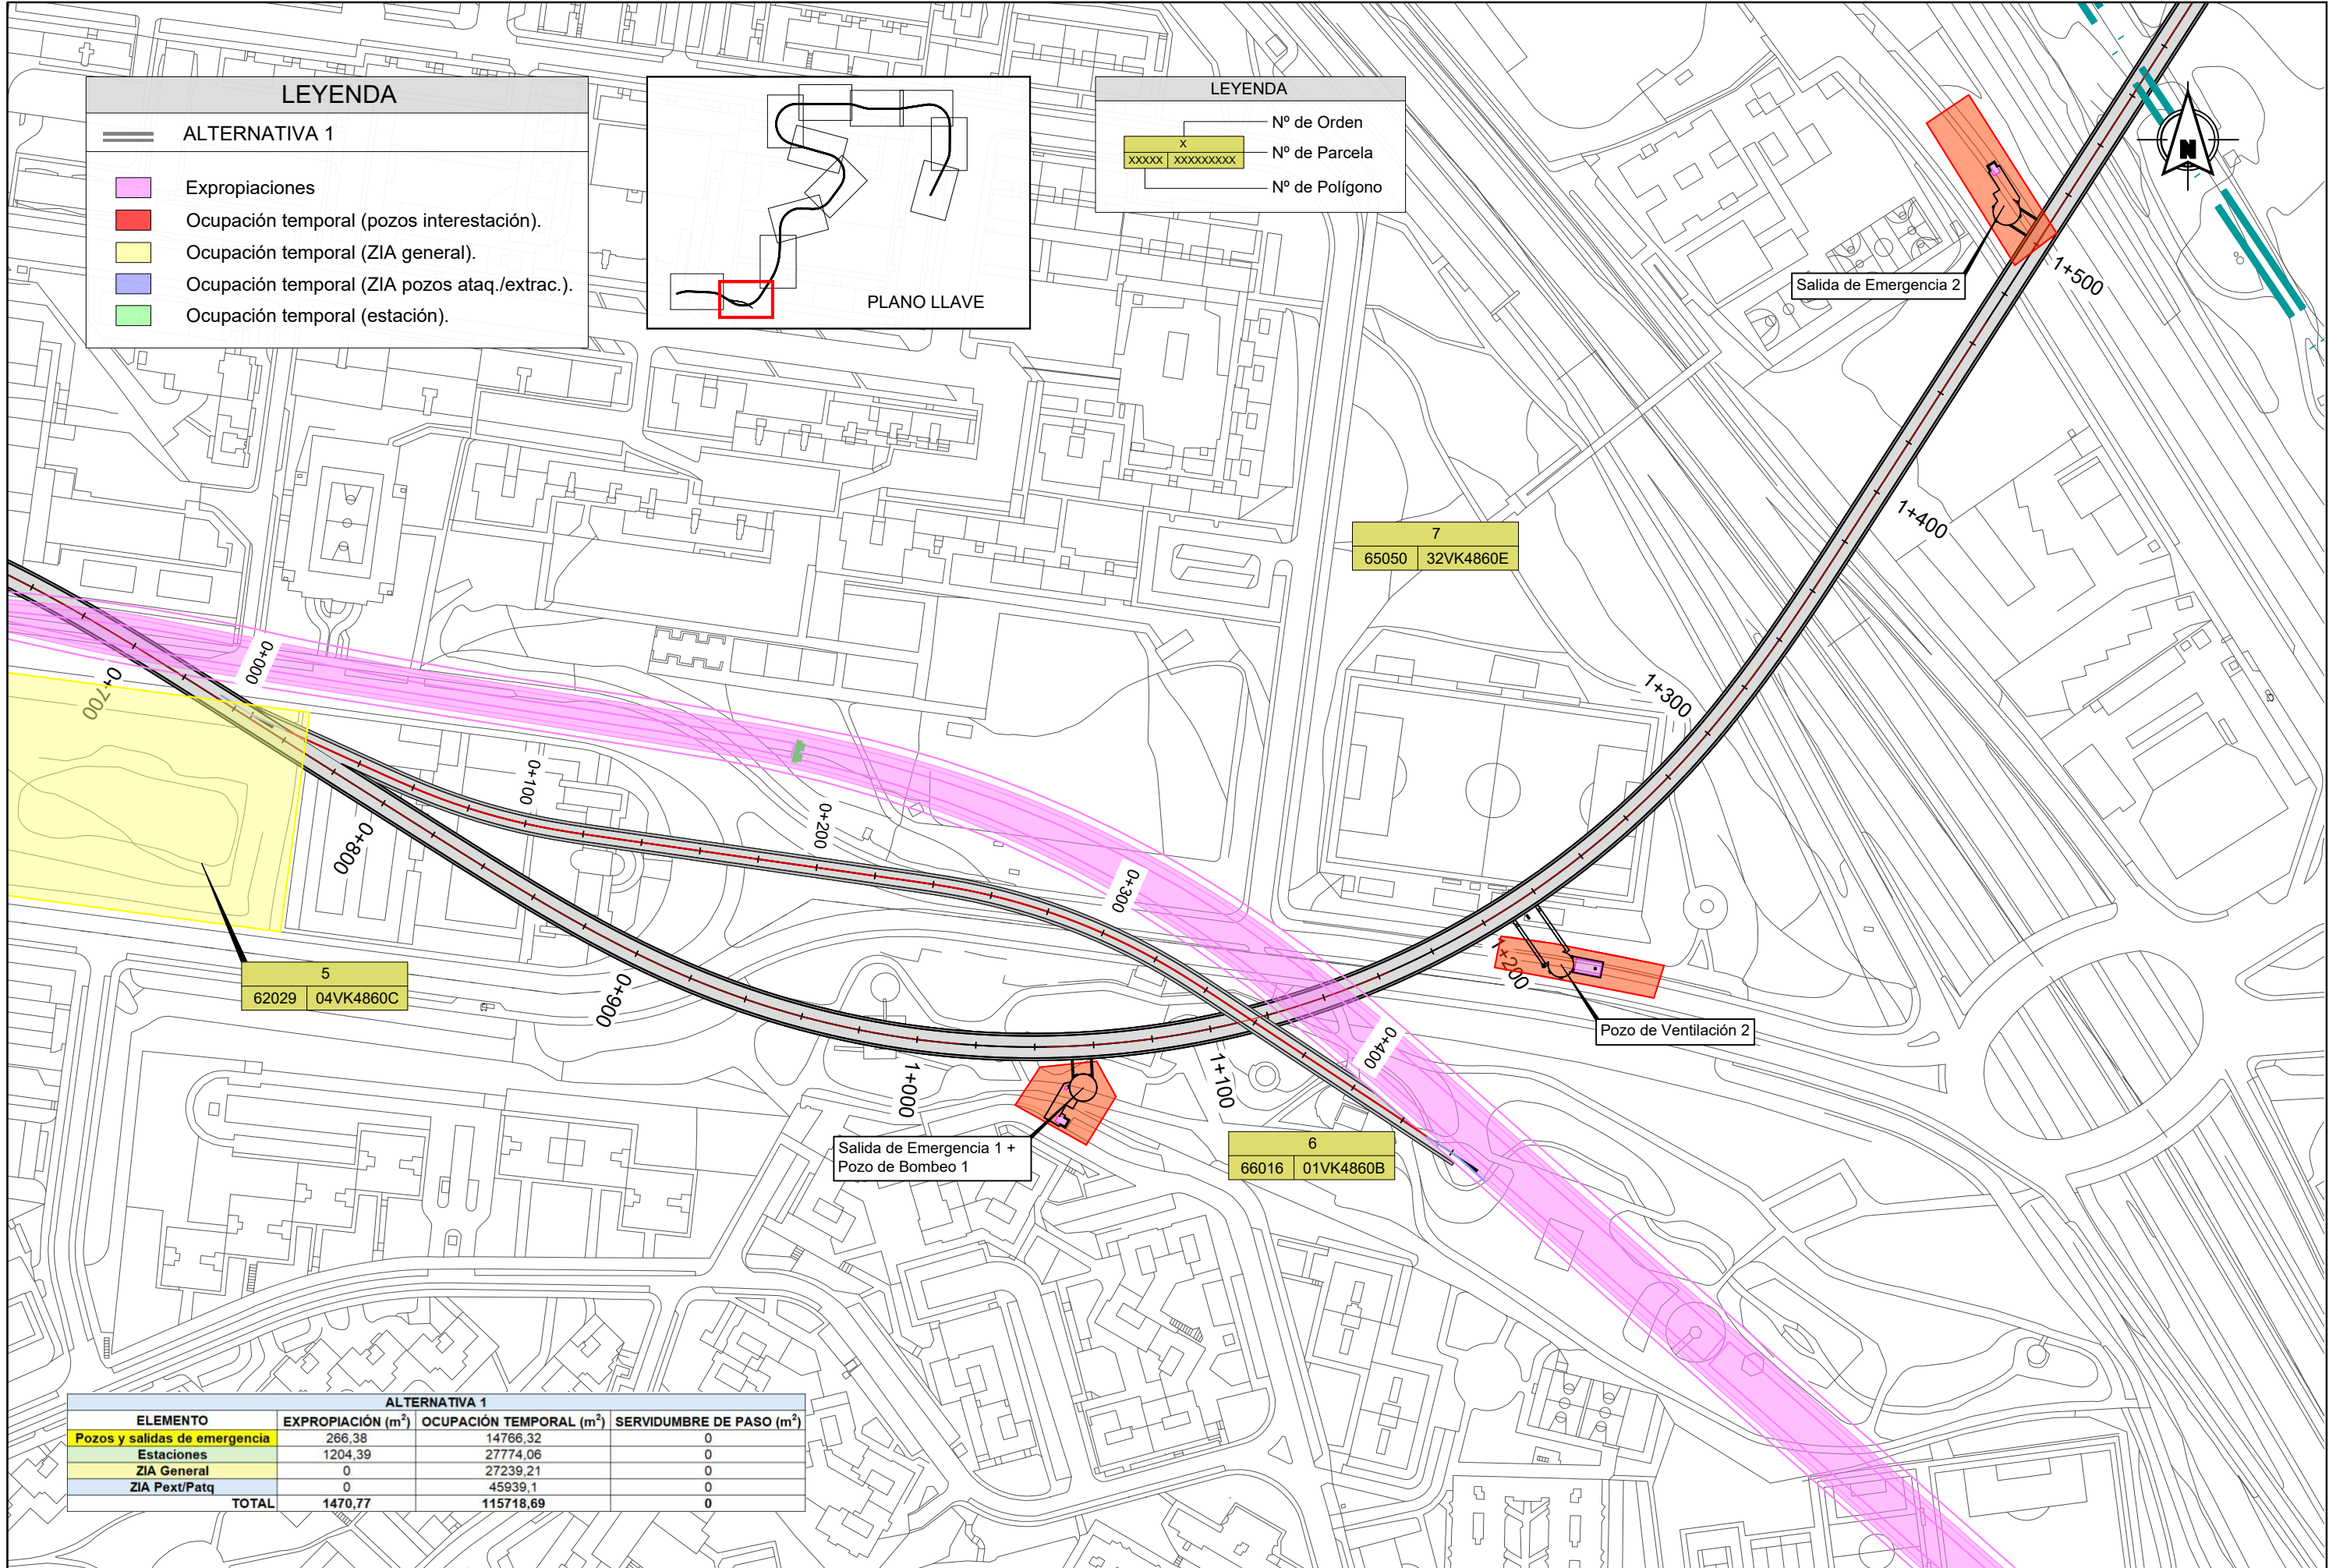 LEYENDA
ALTERNATIVA 1
Expropiaciones
Ocupación temporal (pozos interestación).
Ocupación temporal (ZIA general).
Ocupación temporal (ZIA pozos ataq./extrac.).
Ocupación temporal (estación).
PLANO LLAVE
LEYENDA
X
XXXXX XXXXXXXXX
Nº de Orden
Nº de Parcela
Nº de Polígono
N
Salida de Emergencia 2
1+500
1+400
7
65050 32VK4860E
1+300
0+000
0+700
0+100
0+200
0+800
0+300
0+900
1+200
5
62029 04VK4860C
Pozo de Ventilación 2
0+400
1+000
1+100
Salida de Emergencia 1 +
Pozo de Bombeo 1
6
66016 01VK4860B
ALTERNATIVA 1
ELEMENTO EXPROPIACIÓN (m²) OCUPACIÓN TEMPORAL (m²) SERVIDUMBRE DE PASO (m²)
Pozos y salidas de emergencia 266,38 14766,32 0
Estaciones 1204,39 27774,06 0
ZIA General 0 27239,21 0
ZIA Pext/Patq 0 45939,1 0
TOTAL 1470,77 115718,69 0